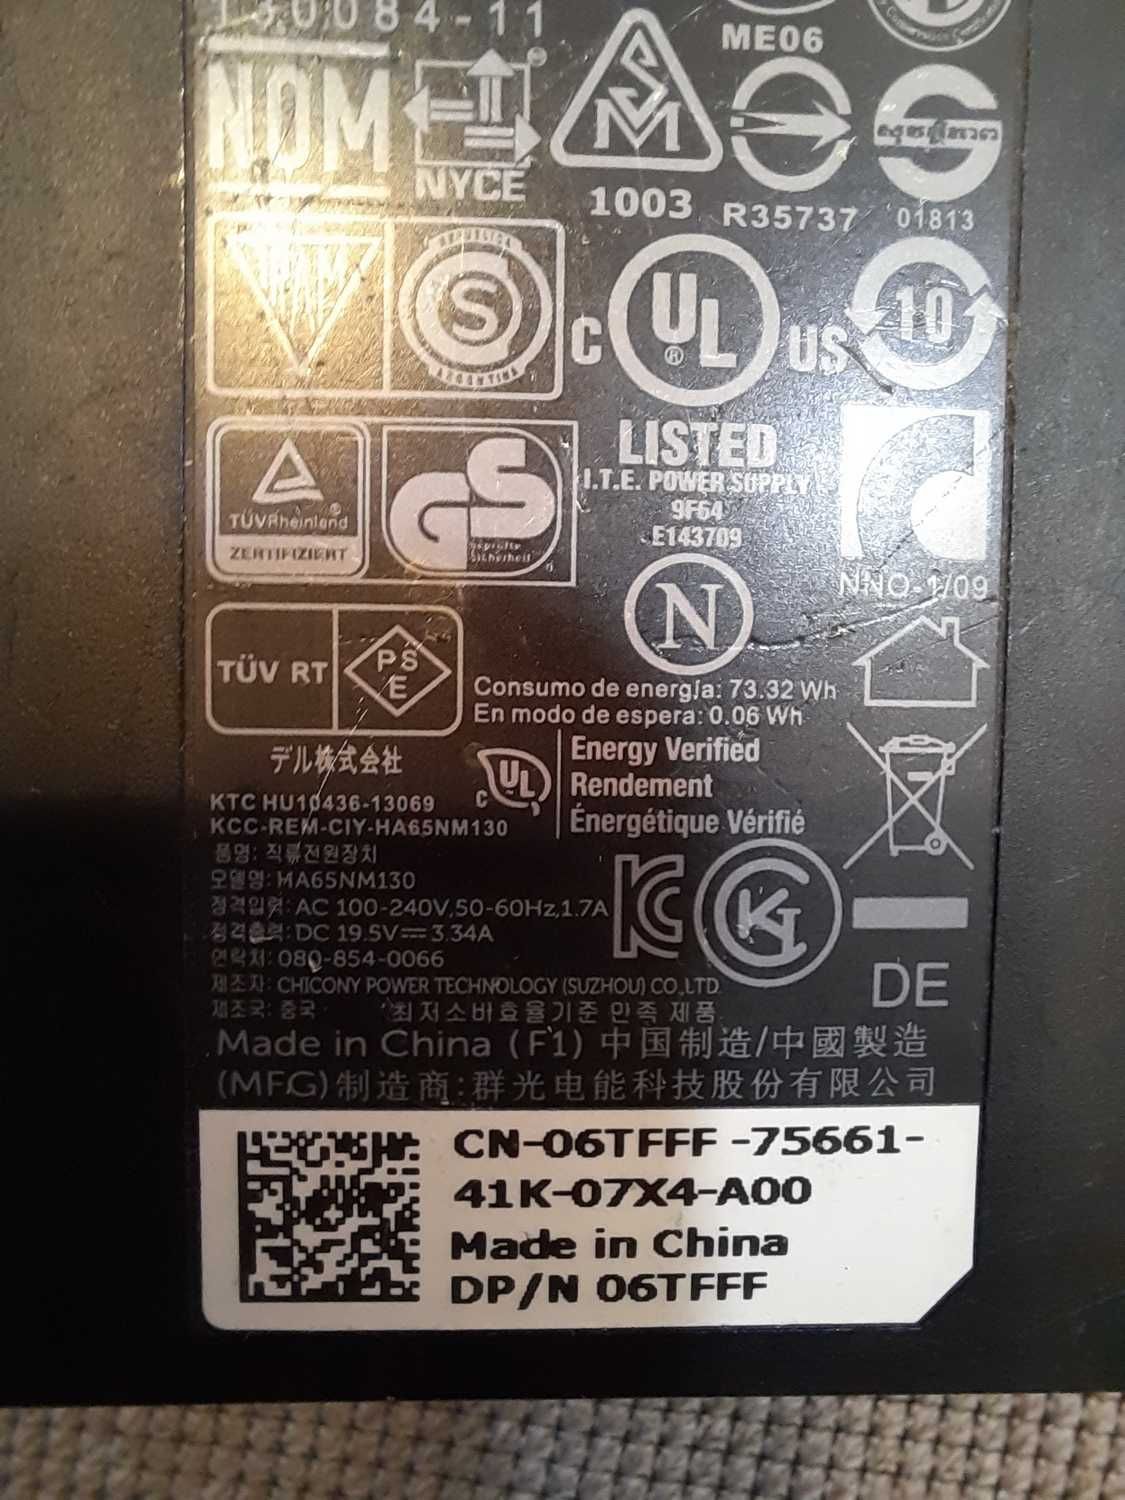 130084-11
ME06
NOM
NYCE
SM
1003
R35737
01813
IRAM
REPUBLICA
S
ARGENTINA
C UL® US
10
LISTED
I.T.E. POWER SUPPLY
9F64
E143709
TÜVRheinland®
ZERTIFIZIERT
GS
geprüfte
Sicherheit
NNO-1/09
N
TÜV RT
PS
E
Consumo de energía: 73.32 Wh
En modo de espera: 0.06 Wh
デル株式会社
C UL
Energy Verified
Rendement
Énergétique Vérifié
KTC HU10436-13069
KCC-REM-CIY-HA65NM130
품명: 직류전원장치
모델명: HA65NM130
정격입력: AC 100-240V,50-60Hz,1.7A
정격출력: DC 19.5V⎓3.34A
연락처: 080-854-0066
제조자: CHICONY POWER TECHNOLOGY (SUZHOU) CO.,LTD.
제조국: 중국 최저소비효율기준 만족 제품
DE
Made in China (F1) 中国制造/中國製造
(MFG)制造商:群光电能科技股份有限公司
CN-06TFFF-75661-
41K-07X4-A00
Made in China
DP/N 06TFFF